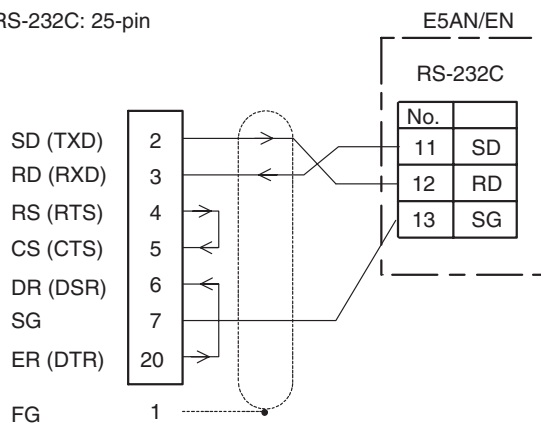 RS-232C: 25-pin
E5AN/EN
RS-232C
No.
11 SD
12 RD
13 SG
SD (TXD) 2
RD (RXD) 3
RS (RTS) 4
CS (CTS) 5
DR (DSR) 6
SG 7
ER (DTR) 20
FG 1